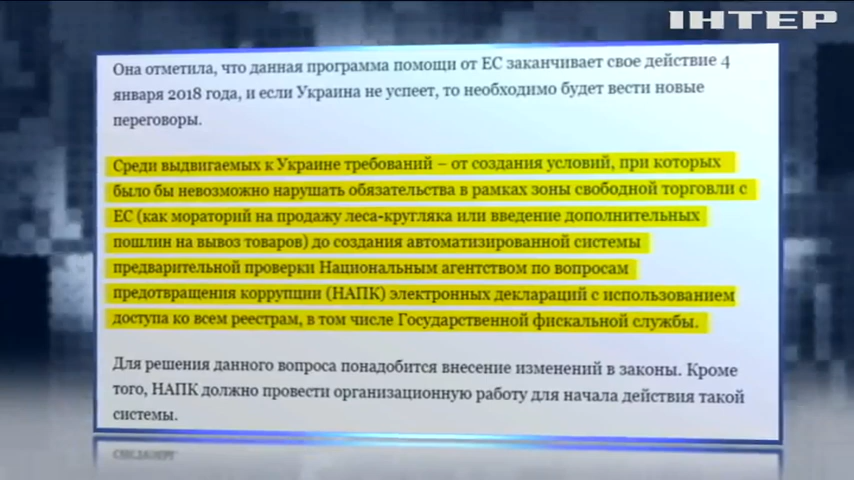 ІНТЕР
Она отметила, что данная программа помощи от ЕС заканчивает свое действие 4
января 2018 года, и если Украина не успеет, то необходимо будет вести новые
переговоры.
Среди выдвигаемых к Украине требований – от создания условий, при которых
было бы невозможно нарушать обязательства в рамках зоны свободной торговли с
ЕС (как мораторий на продажу леса-кругляка или введение дополнительных
пошлин на вывоз товаров) до создания автоматизированной системы
предварительной проверки Национальным агентством по вопросам
предотвращения коррупции (НАПК) электронных деклараций с использованием
доступа ко всем реестрам, в том числе Государственной фискальной службы.
Для решения данного вопроса понадобится внесение изменений в законы. Кроме
того, НАПК должно провести организационную работу для начала действия такой
системы.